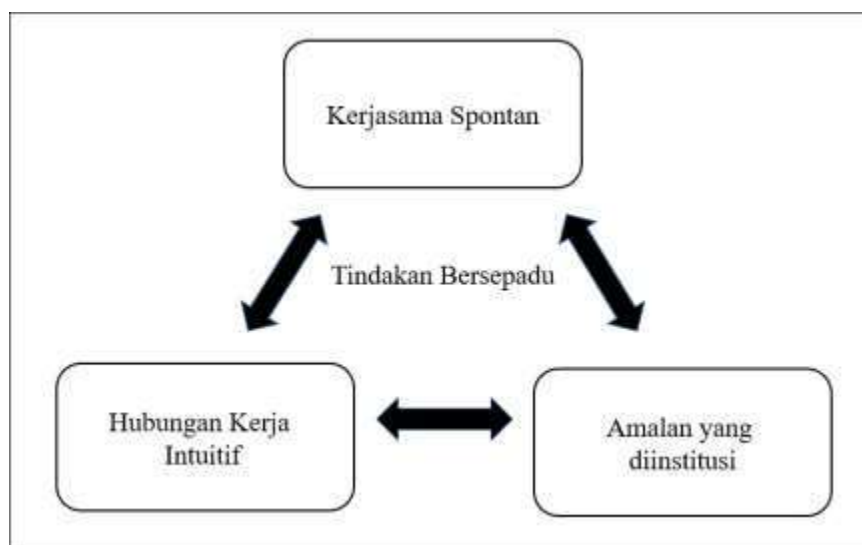 Kerjasama Spontan
Tindakan Bersepadu
Hubungan Kerja
Intuitif
Amalan yang
diinstitusi